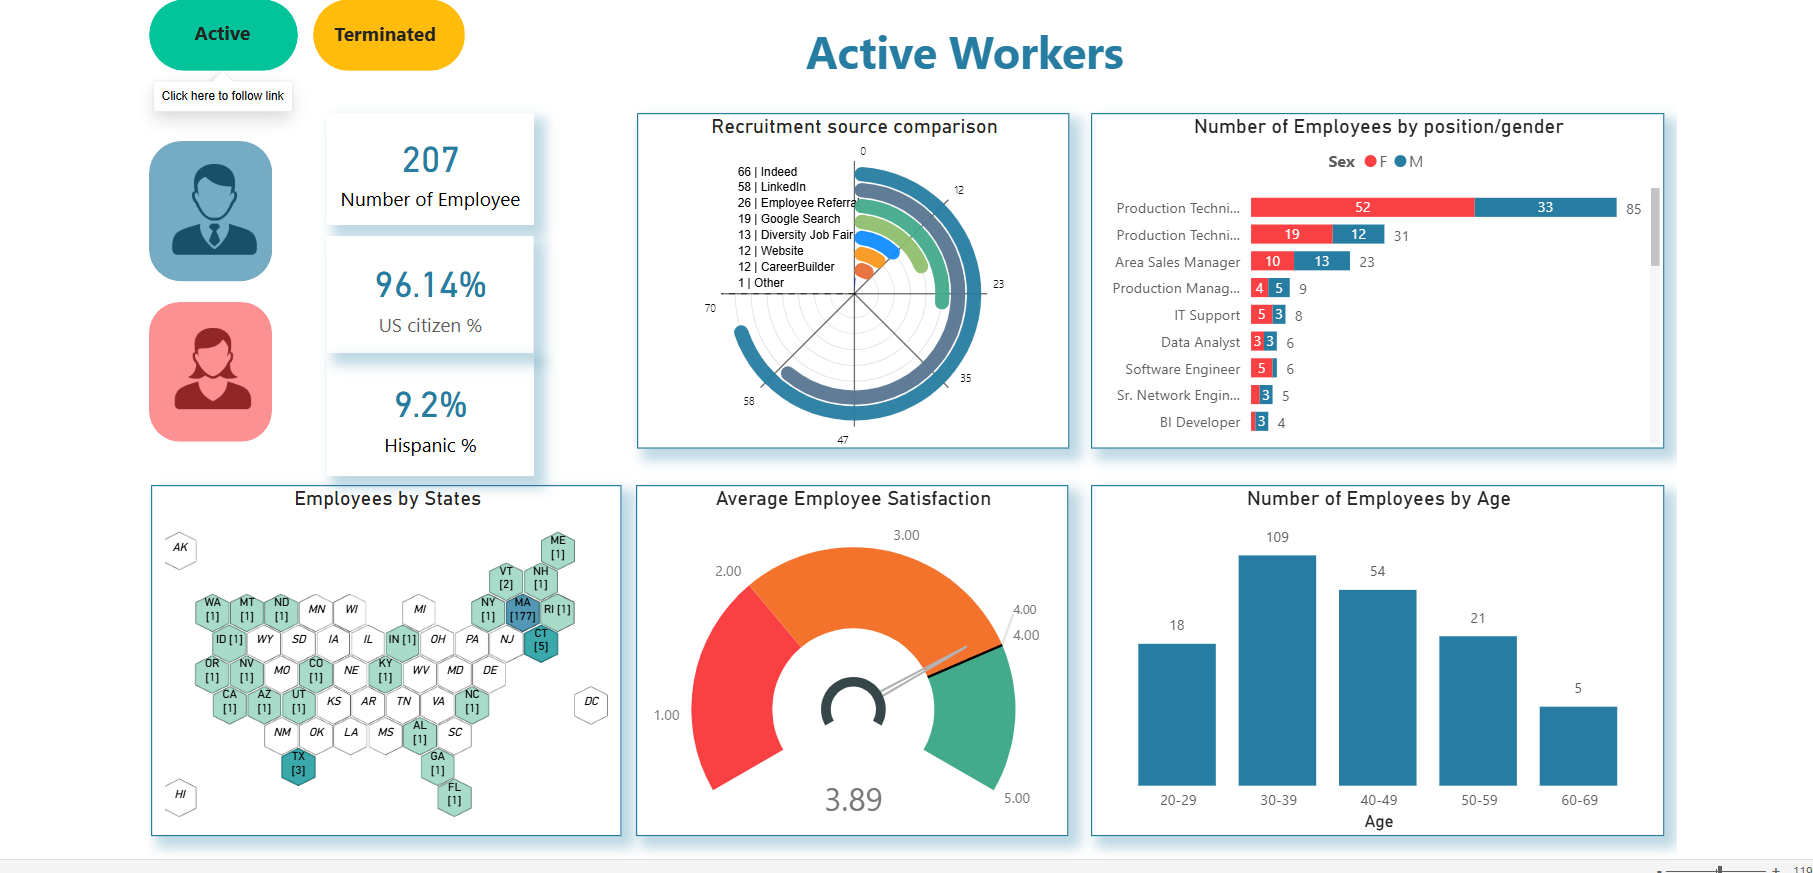 Active
Terminated
Active Workers
Click here to follow link
207
Number of Employee
96.14%
US citizen %
9.2%
Hispanic %
Recruitment source comparison
66 | Indeed
58 | LinkedIn
26 | Employee Referral
19 | Google Search
13 | Diversity Job Fair
12 | Website
12 | CareerBuilder
1 | Other
0
12
23
35
47
58
70
Number of Employees by position/gender
Sex F M
Production Techni... 52 33 85
Production Techni... 19 12 31
Area Sales Manager 10 13 23
Production Manag... 4 5 9
IT Support 5 3 8
Data Analyst 3 3 6
Software Engineer 5 6
Sr. Network Engin... 3 5
BI Developer 3 4
Employees by States
AK
ME [1]
VT [2]
NH [1]
WA [1]
MT [1]
ND [1]
MN
WI
MI
NY [1]
MA [177]
RI [1]
ID [1]
WY
SD
IA
IL
IN [1]
OH
PA
NJ
CT [5]
OR [1]
NV [1]
MO
CO [1]
NE
KY [1]
WV
MD
DE
CA [1]
AZ [1]
UT [1]
KS
AR
TN
VA
NC [1]
DC
NM
OK
LA
MS
AL [1]
SC
TX [3]
GA [1]
HI
FL [1]
Average Employee Satisfaction
1.00
2.00
3.00
4.00
4.00
5.00
3.89
Number of Employees by Age
18
109
54
21
5
20-29
30-39
40-49
50-59
60-69
Age
- + 119